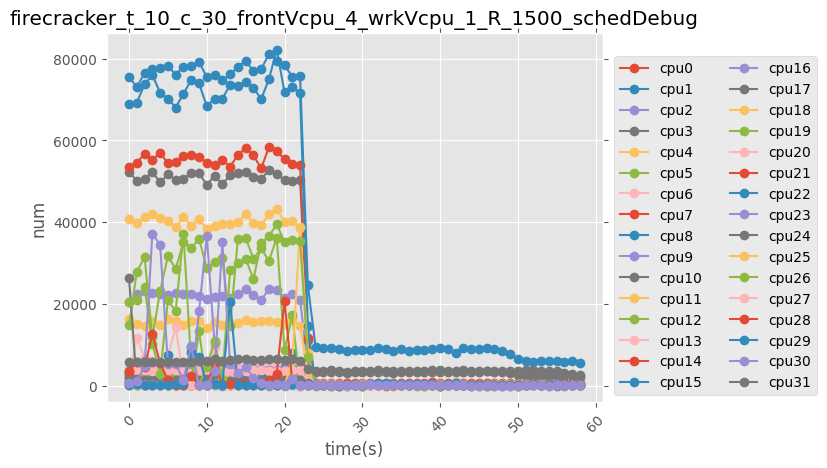 firecracker_t_10_c_30_frontVcpu_4_wrkVcpu_1_R_1500_schedDebug
num
80000
60000
40000
20000
0
0
10
20
30
40
50
60
time(s)
cpu0
cpu1
cpu2
cpu3
cpu4
cpu5
cpu6
cpu7
cpu8
cpu9
cpu10
cpu11
cpu12
cpu13
cpu14
cpu15
cpu16
cpu17
cpu18
cpu19
cpu20
cpu21
cpu22
cpu23
cpu24
cpu25
cpu26
cpu27
cpu28
cpu29
cpu30
cpu31